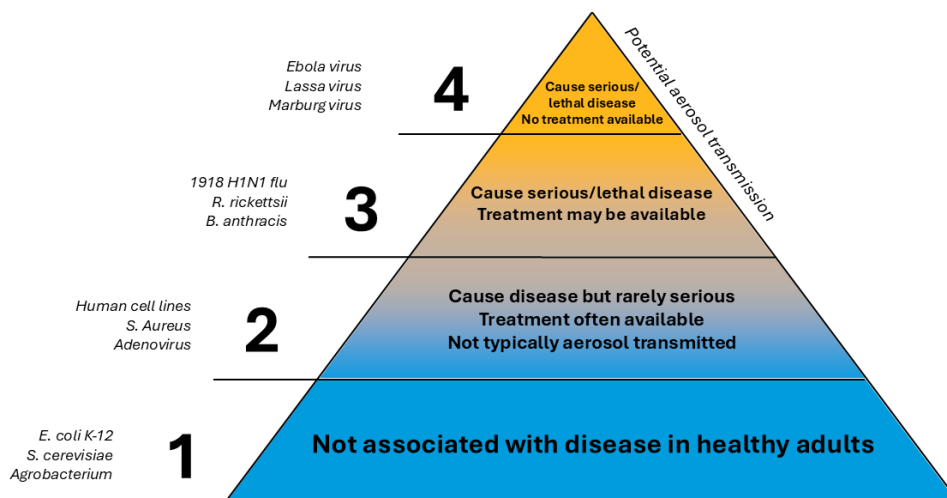 Ebola virus
Lassa virus
Marburg virus
4
Cause serious/
lethal disease
No treatment available
Potential aerosol transmission
1918 H1N1 flu
R. rickettsii
B. anthracis
3
Cause serious/lethal disease
Treatment may be available
Human cell lines
S. Aureus
Adenovirus
2
Cause disease but rarely serious
Treatment often available
Not typically aerosol transmitted
E. coli K-12
S. cerevisiae
Agrobacterium
1
Not associated with disease in healthy adults